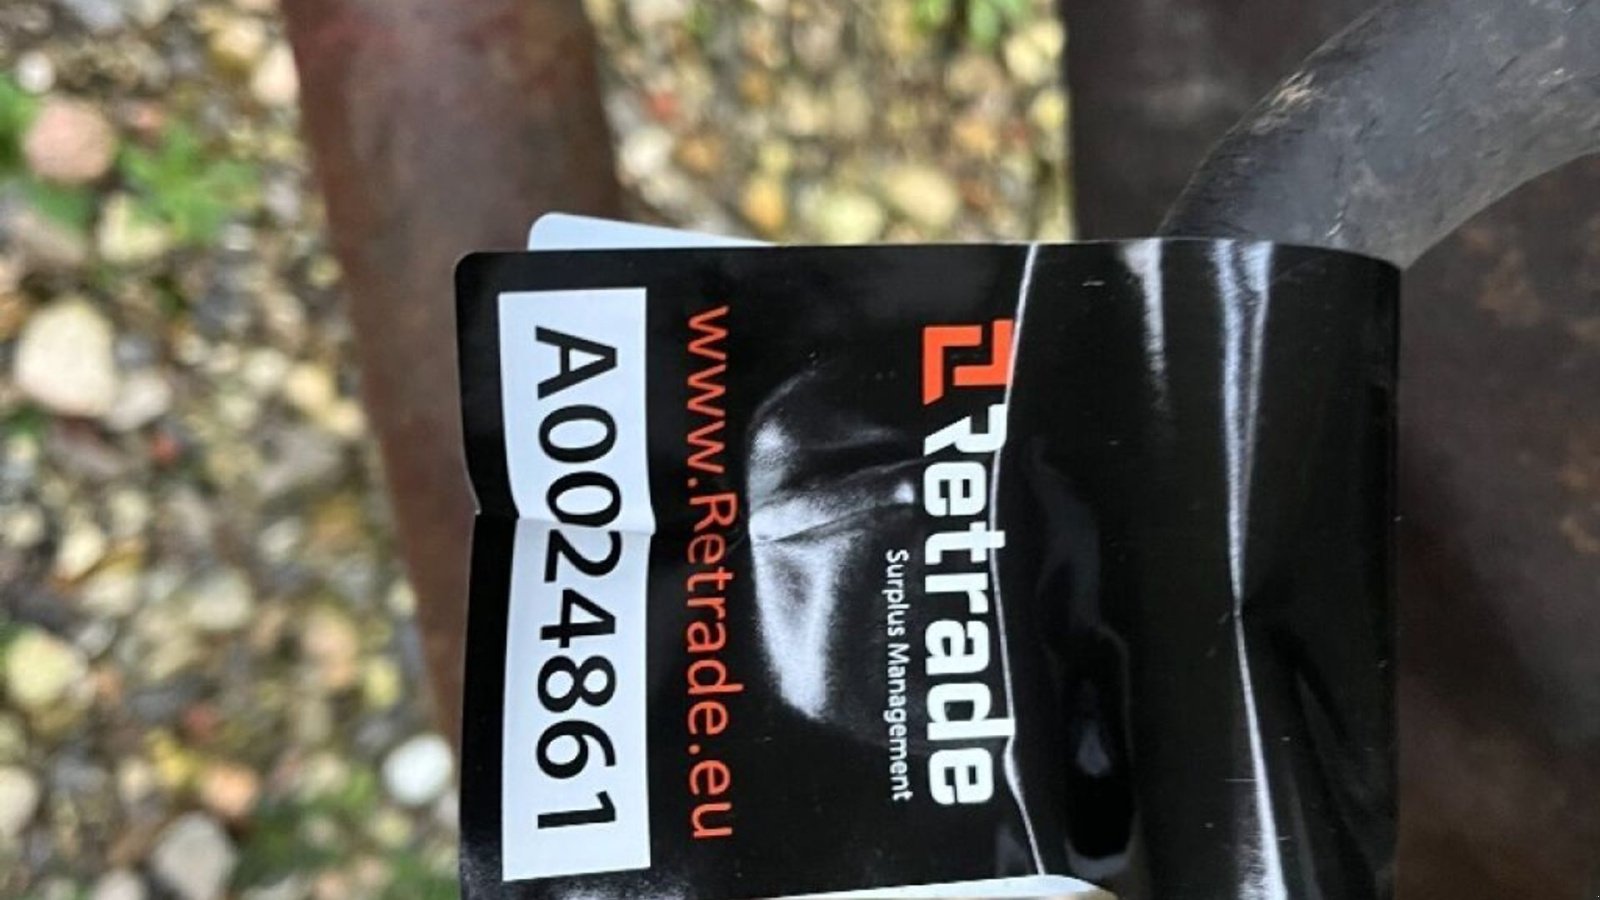 Retrade
Surplus Management
www.Retrade.eu
A0024861